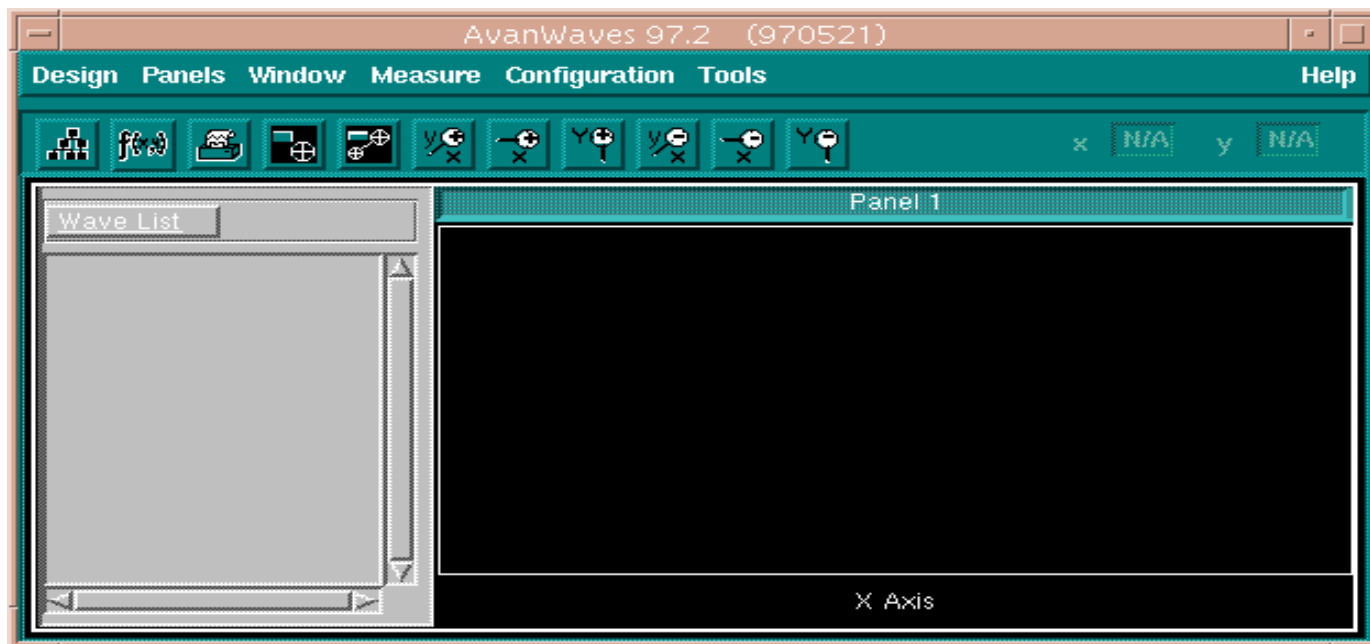 AvanWaves 97.2 (970521)
Design Panels Window Measure Configuration Tools Help
f(x,y) y x x Y y x x Y x N/A y N/A
Wave List
Panel 1
X Axis